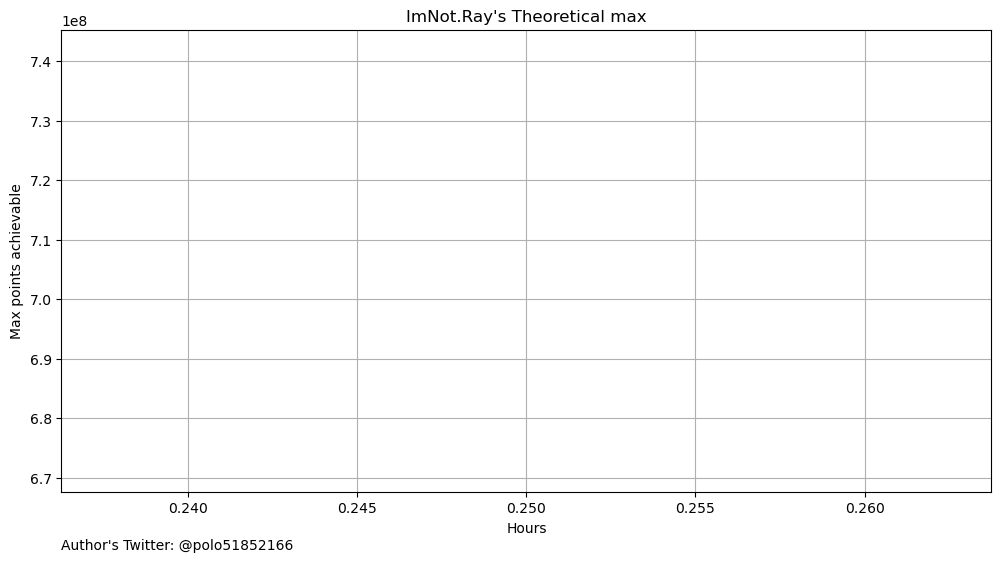 ImNot.Ray's Theoretical max
1e8
7.4
7.3
7.2
7.1
7.0
6.9
6.8
6.7
Max points achievable
0.240 0.245 0.250 0.255 0.260
Hours
Author's Twitter: @polo51852166